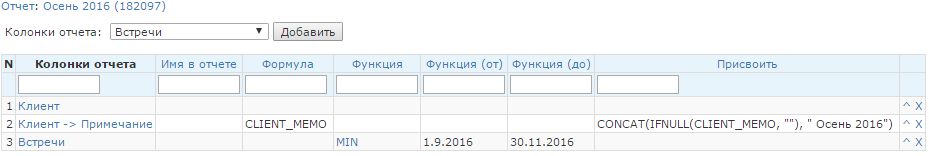 Отчет: Осень 2016 (182097)
Колонки отчета: Встречи Добавить
N Колонки отчета Имя в отчете Формула Функция Функция (от) Функция (до) Присвоить
1 Клиент ^ X
2 Клиент -> Примечание CLIENT_MEMO CONCAT(IFNULL(CLIENT_MEMO, ""), " Осень 2016") ^ X
3 Встречи MIN 1.9.2016 30.11.2016 ^ X